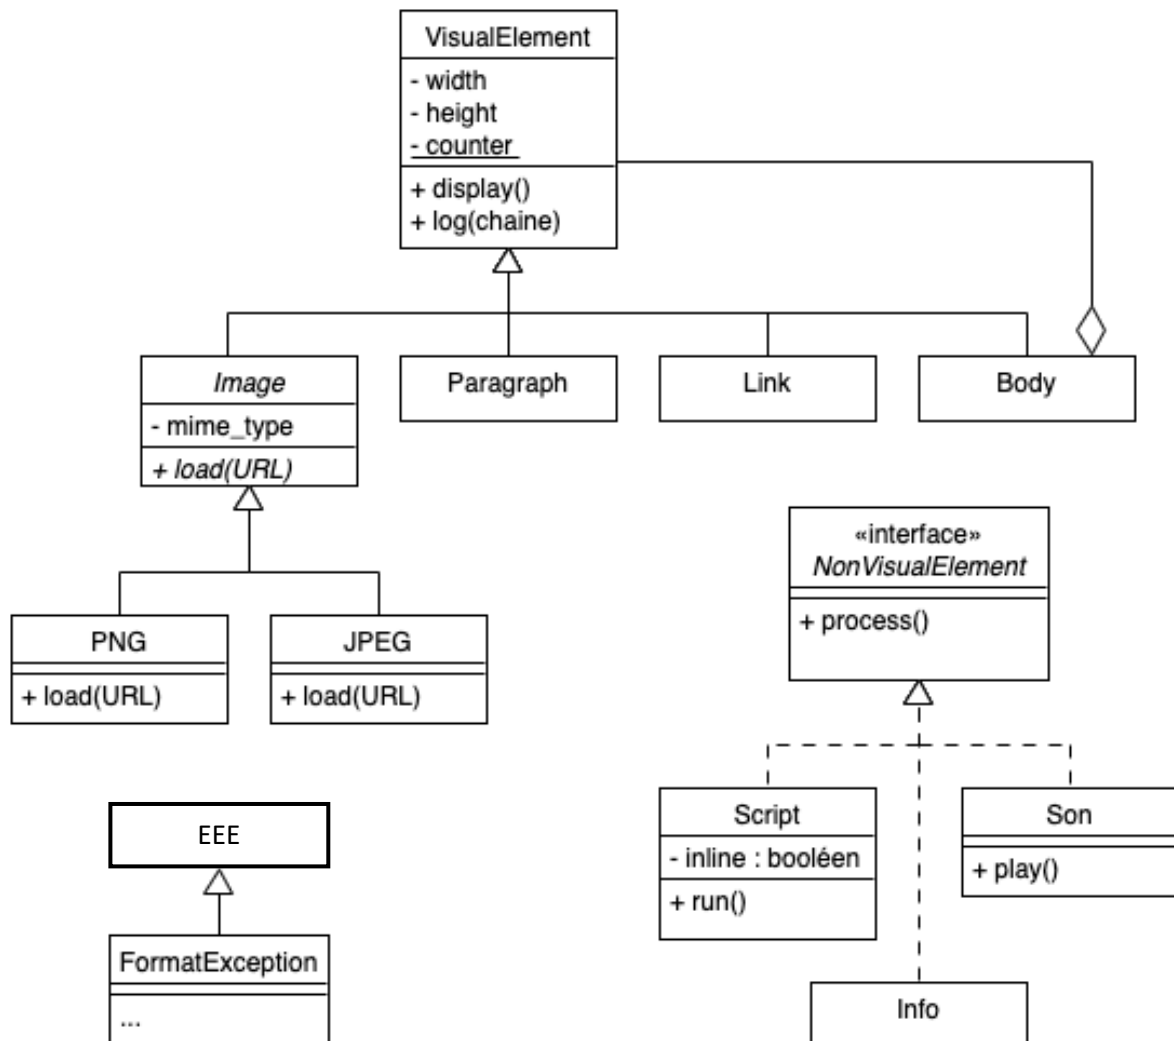 VisualElement
- width
- height
- counter
+ display()
+ log(chaine)
Image
- mime_type
+ load(URL)
Paragraph
Link
Body
«interface»
NonVisualElement
+ process()
PNG
+ load(URL)
JPEG
+ load(URL)
Script
- inline : booléen
+ run()
Son
+ play()
EEE
FormatException
...
Info